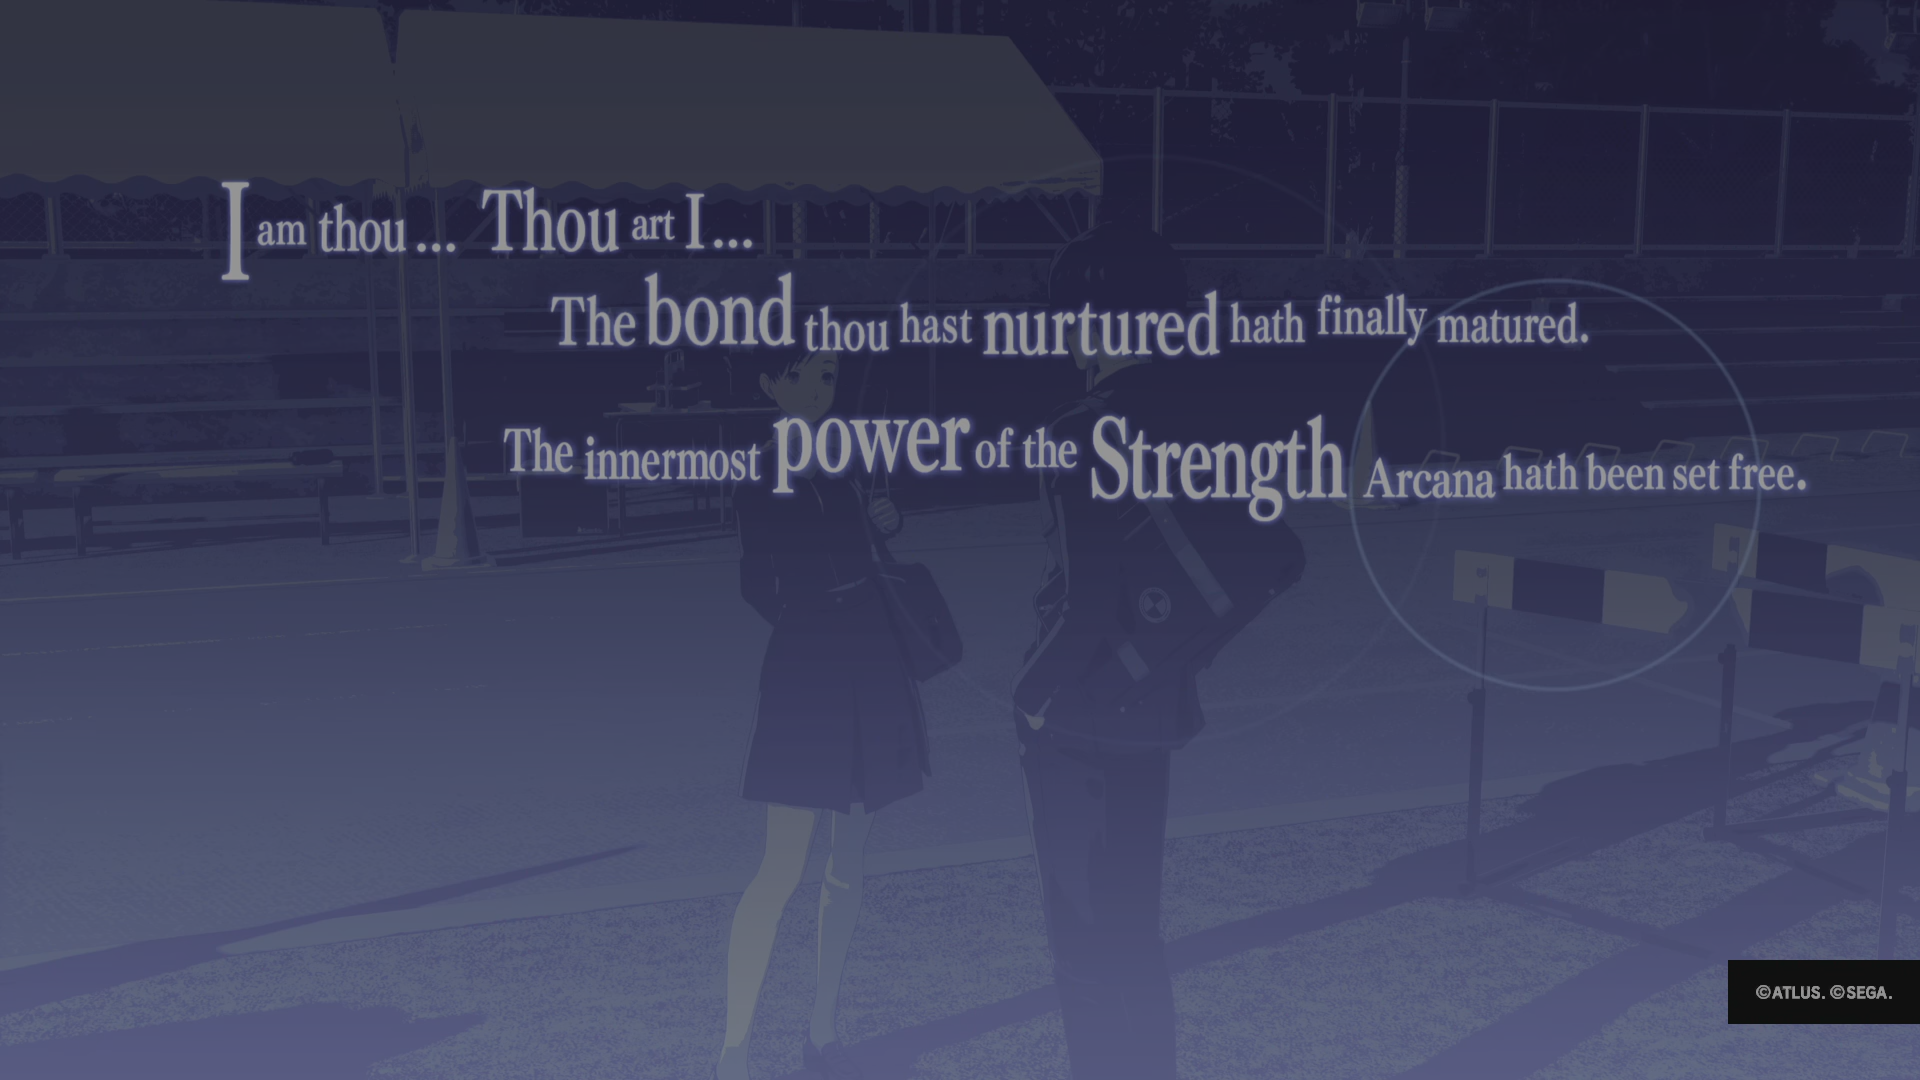 I am thou... Thou art I...
The bond thou hast nurtured hath finally matured.
The innermost power of the Strength Arcana hath been set free.
©ATLUS. ©SEGA.